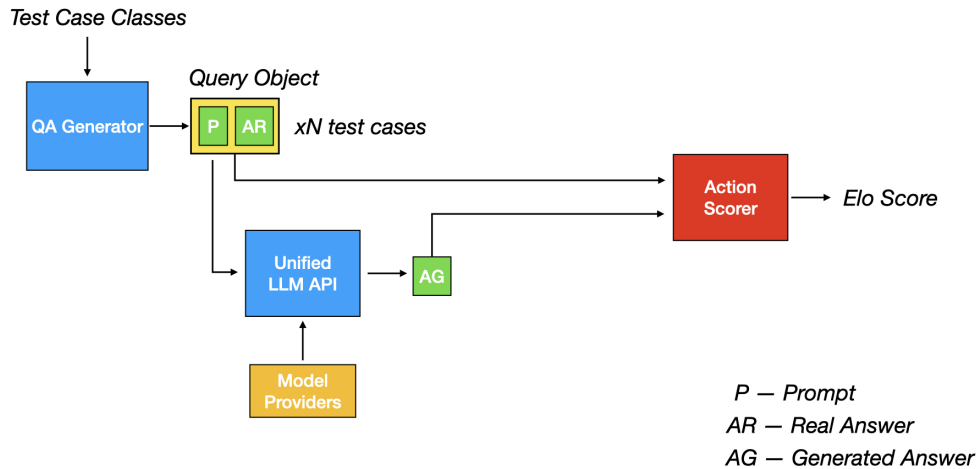 Test Case Classes
QA Generator
Query Object
P
AR
xN test cases
Action
Scorer
Elo Score
Unified
LLM API
AG
Model
Providers
P — Prompt
AR — Real Answer
AG — Generated Answer